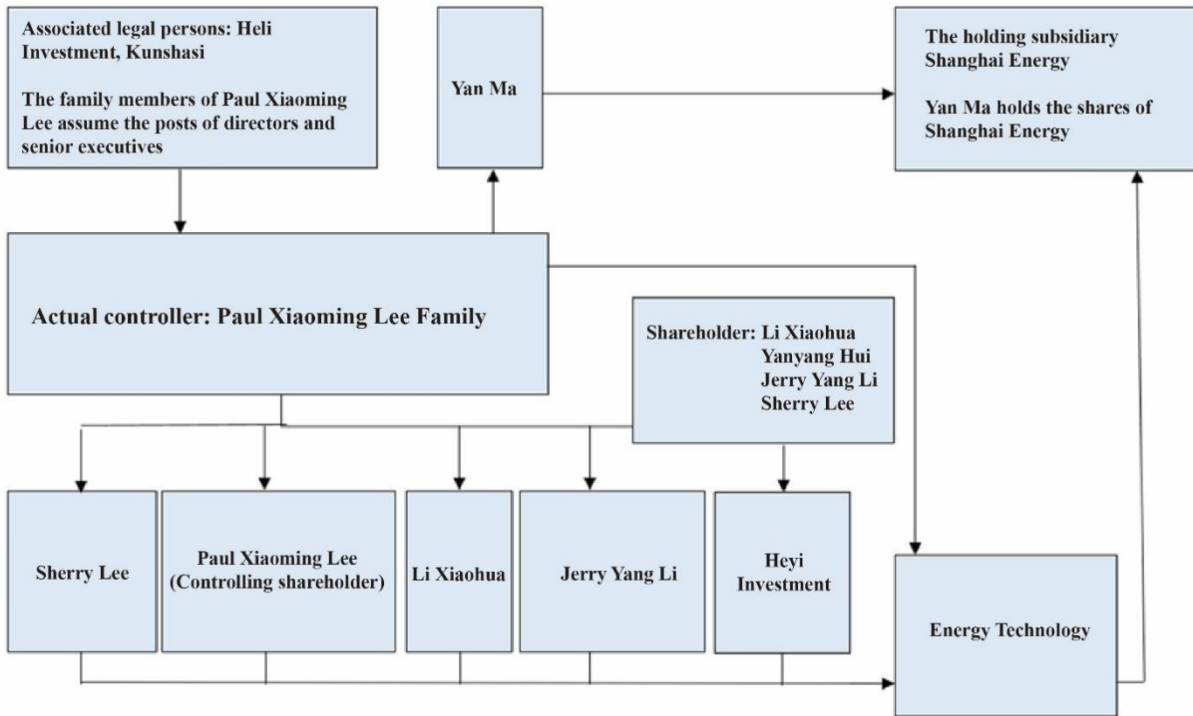 Associated legal persons: Heli
Investment, Kunshasi
The family members of Paul Xiaoming
Lee assume the posts of directors and
senior executives
Yan Ma
The holding subsidiary
Shanghai Energy
Yan Ma holds the shares of
Shanghai Energy
Actual controller: Paul Xiaoming Lee Family
Shareholder: Li Xiaohua
Yanyang Hui
Jerry Yang Li
Sherry Lee
Sherry Lee
Paul Xiaoming Lee
(Controlling shareholder)
Li Xiaohua
Jerry Yang Li
Heyi
Investment
Energy Technology